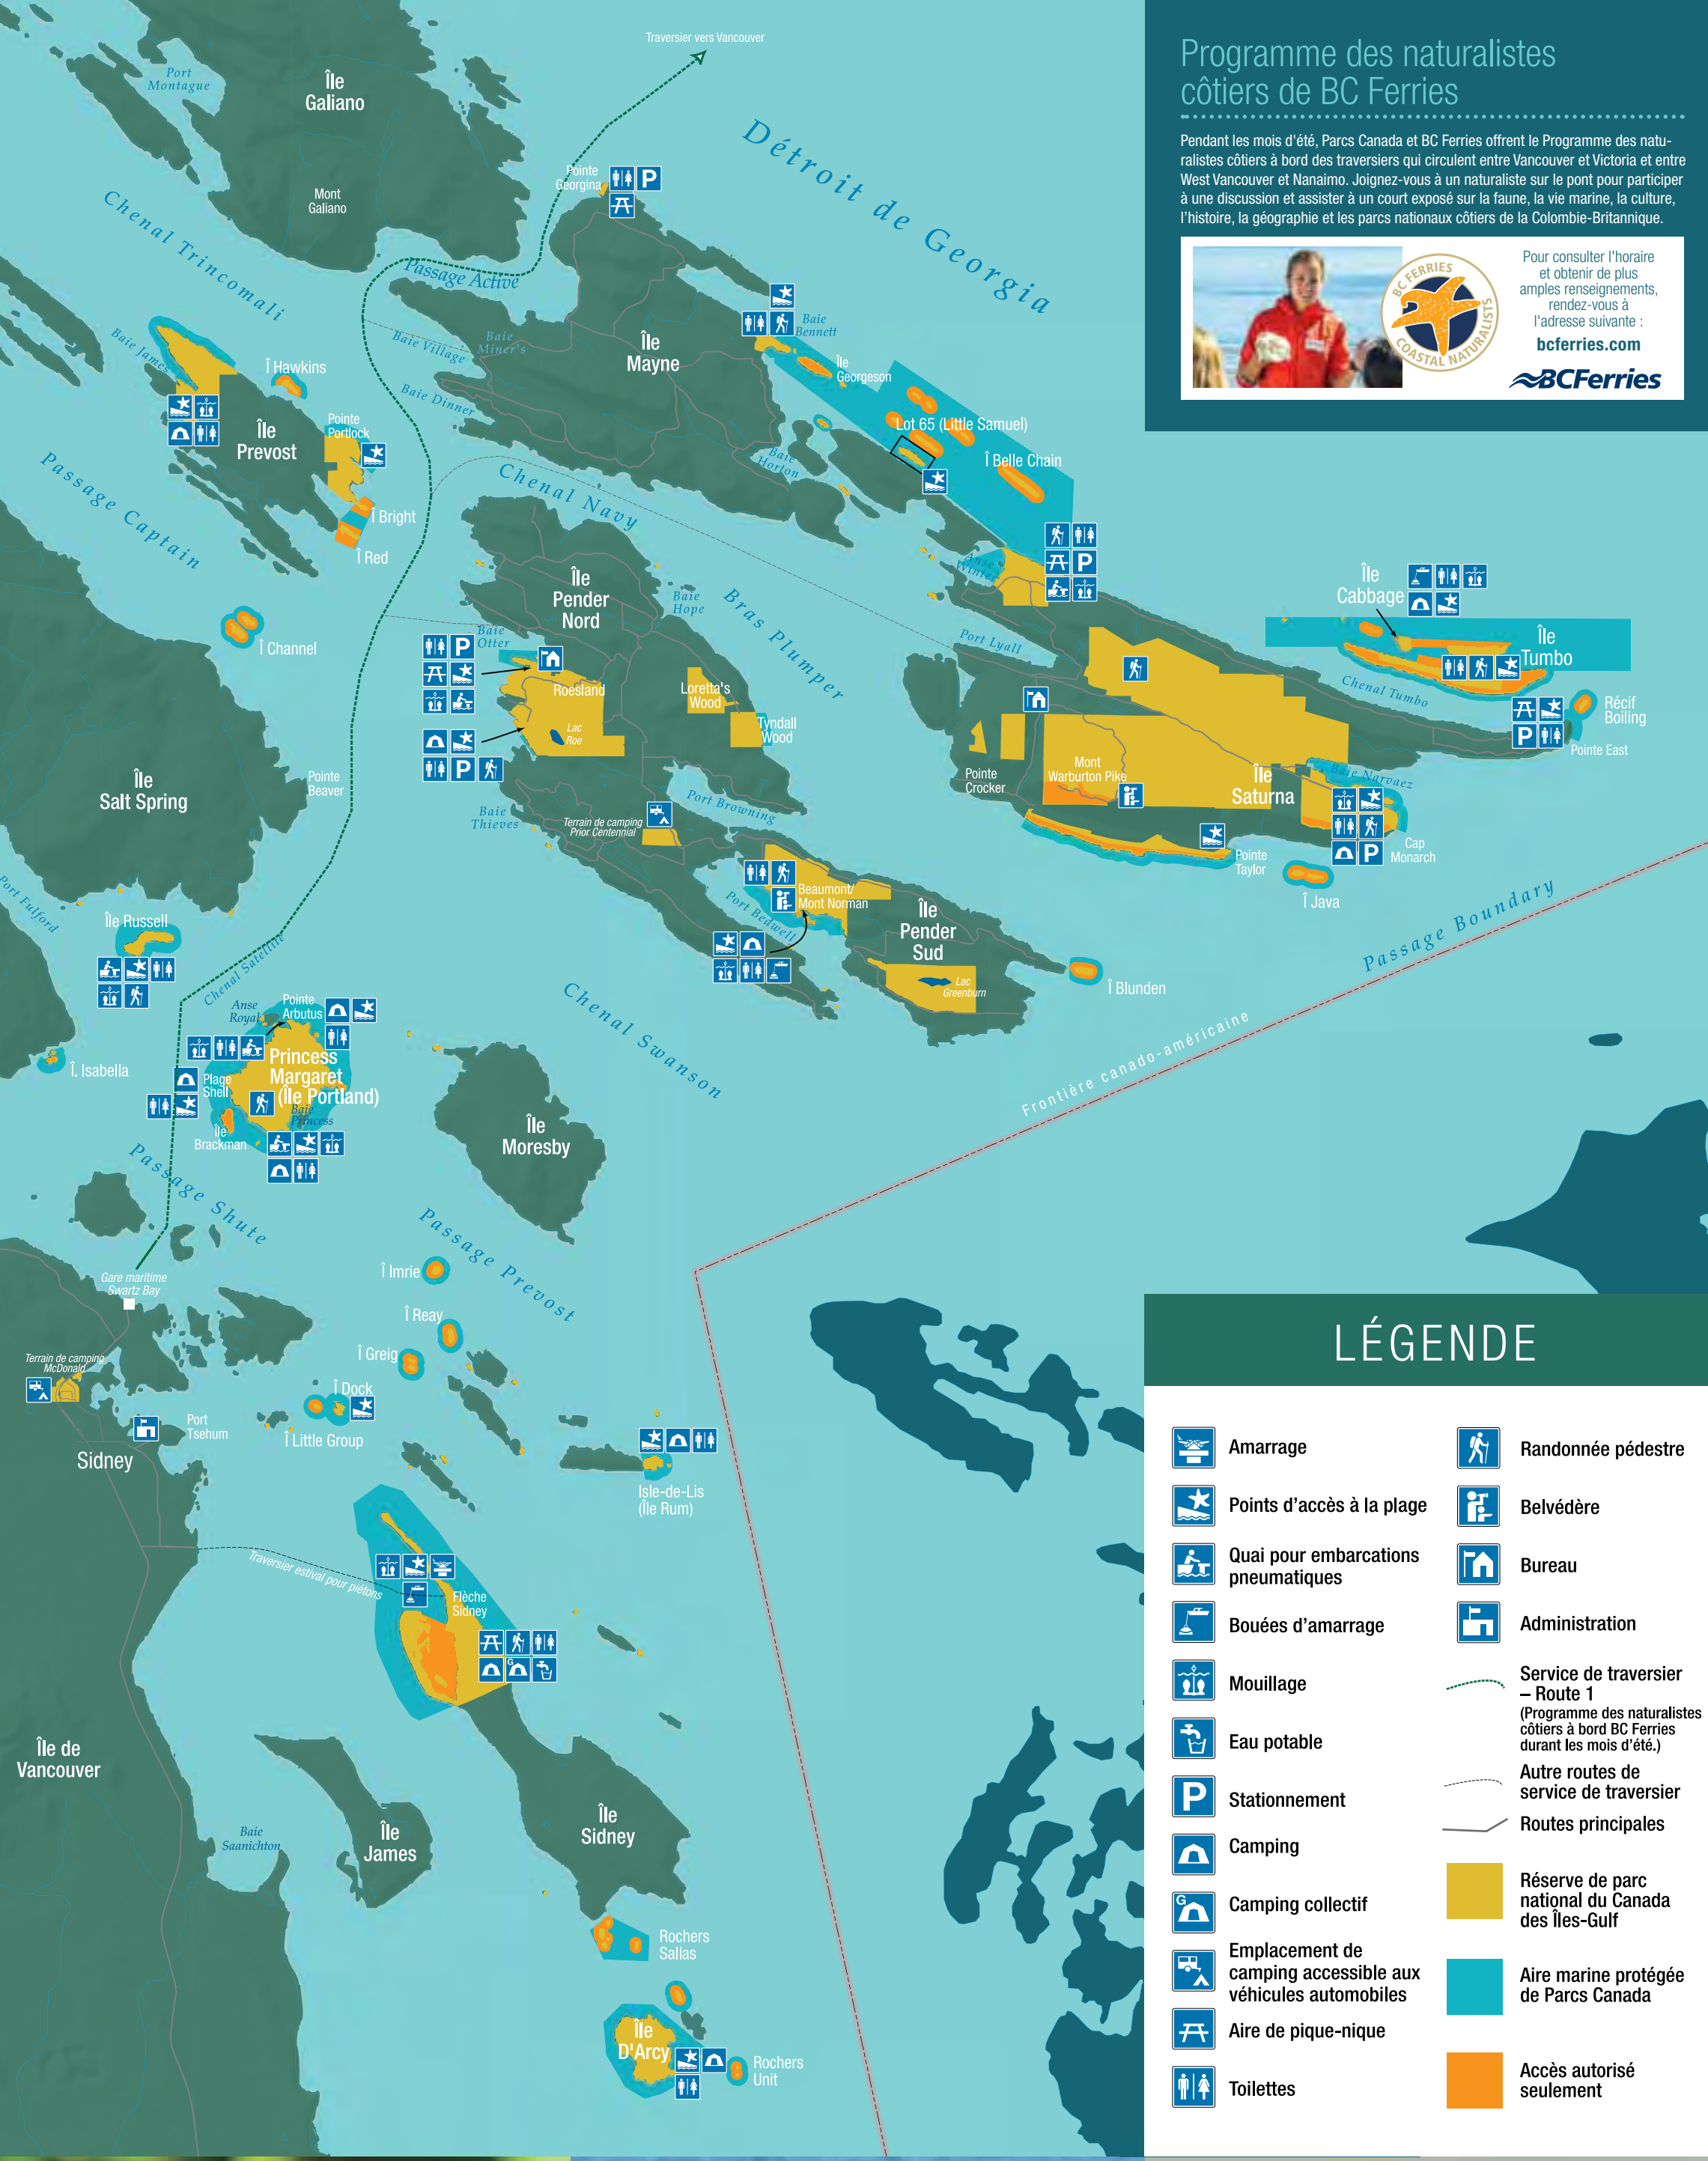 Programme des naturalistes
côtiers de BC Ferries
Pendant les mois d'été, Parcs Canada et BC Ferries offrent le Programme des natu-
ralistes côtiers à bord des traversiers qui circulent entre Vancouver et Victoria et entre
West Vancouver et Nanaimo. Joignez-vous à un naturaliste sur le pont pour participer
à une discussion et assister à un court exposé sur la faune, la vie marine, la culture,
l'histoire, la géographie et les parcs nationaux côtiers de la Colombie-Britannique.
BC FERRIES
COASTAL NATURALISTS
Pour consulter l'horaire
et obtenir de plus
amples renseignements,
rendez-vous à
l'adresse suivante :
bcferries.com
BCFerries
Traversier vers Vancouver
Port
Montague
Île
Galiano
Mont
Galiano
Chenal Trincomali
Détroit de Georgia
Pointe
Georgina
P
Passage Active
Baie Village
Baie
Miner's
Baie Dinner
Île
Mayne
Baie
Bennett
Île
Georgeson
Lot 65 (Little Samuel)
Î Belle Chain
Baie
Horton
Baie James
Î Hawkins
Pointe
Portlock
Île
Prevost
Î Bright
Î Red
Passage Captain
Chenal Navy
Anse
Winter
P
Île
Cabbage
Île
Tumbo
Chenal Tumbo
Récif
Boiling
P
Pointe East
Î Channel
Île
Pender
Nord
Baie
Hope
Bras Plumper
Port Lyall
P
Baie
Otter
Roesland
Lac
Roe
Loretta's
Wood
Tyndall
Wood
P
Pointe
Crocker
Mont
Warburton Pike
Île
Saturna
Baie Narvaez
P
Cap
Monarch
Pointe
Taylor
Î Java
Île
Salt Spring
Pointe
Beaver
Baie
Thieves
Terrain de camping
Prior Centennial
Port Browning
Beaumont/
Mont Norman
Port Bedwell
Île
Pender
Sud
Lac
Greenburn
Î Blunden
Passage Boundary
Frontière canado-américaine
Port Fulford
Île Russell
Chenal Satellite
Anse
Royal
Pointe
Arbutus
Princess
Margaret
(Île Portland)
Plage
Shell
Baie
Princess
Île
Brackman
Î. Isabella
Chenal Swanson
Île
Moresby
Passage Shute
Passage Prevost
Gare maritime
Swartz Bay
Î Imrie
Î Reay
Î Greig
Î Dock
Î Little Group
Terrain de camping
McDonald
Port
Tsehum
Sidney
Isle-de-Lis
(Île Rum)
Traversier estival pour piétons
Flèche
Sidney
G
Île de
Vancouver
Baie
Saanichton
Île
James
Île
Sidney
Rochers
Sallas
Île
D'Arcy
Rochers
Unit
LÉGENDE
Amarrage
Points d'accès à la plage
Quai pour embarcations
pneumatiques
Bouées d'amarrage
Mouillage
Eau potable
P
Stationnement
Camping
G
Camping collectif
Emplacement de
camping accessible aux
véhicules automobiles
Aire de pique-nique
Toilettes
Randonnée pédestre
Belvédère
Bureau
Administration
Service de traversier
– Route 1
(Programme des naturalistes
côtiers à bord BC Ferries
durant les mois d'été.)
Autre routes de
service de traversier
Routes principales
Réserve de parc
national du Canada
des Îles-Gulf
Aire marine protégée
de Parcs Canada
Accès autorisé
seulement